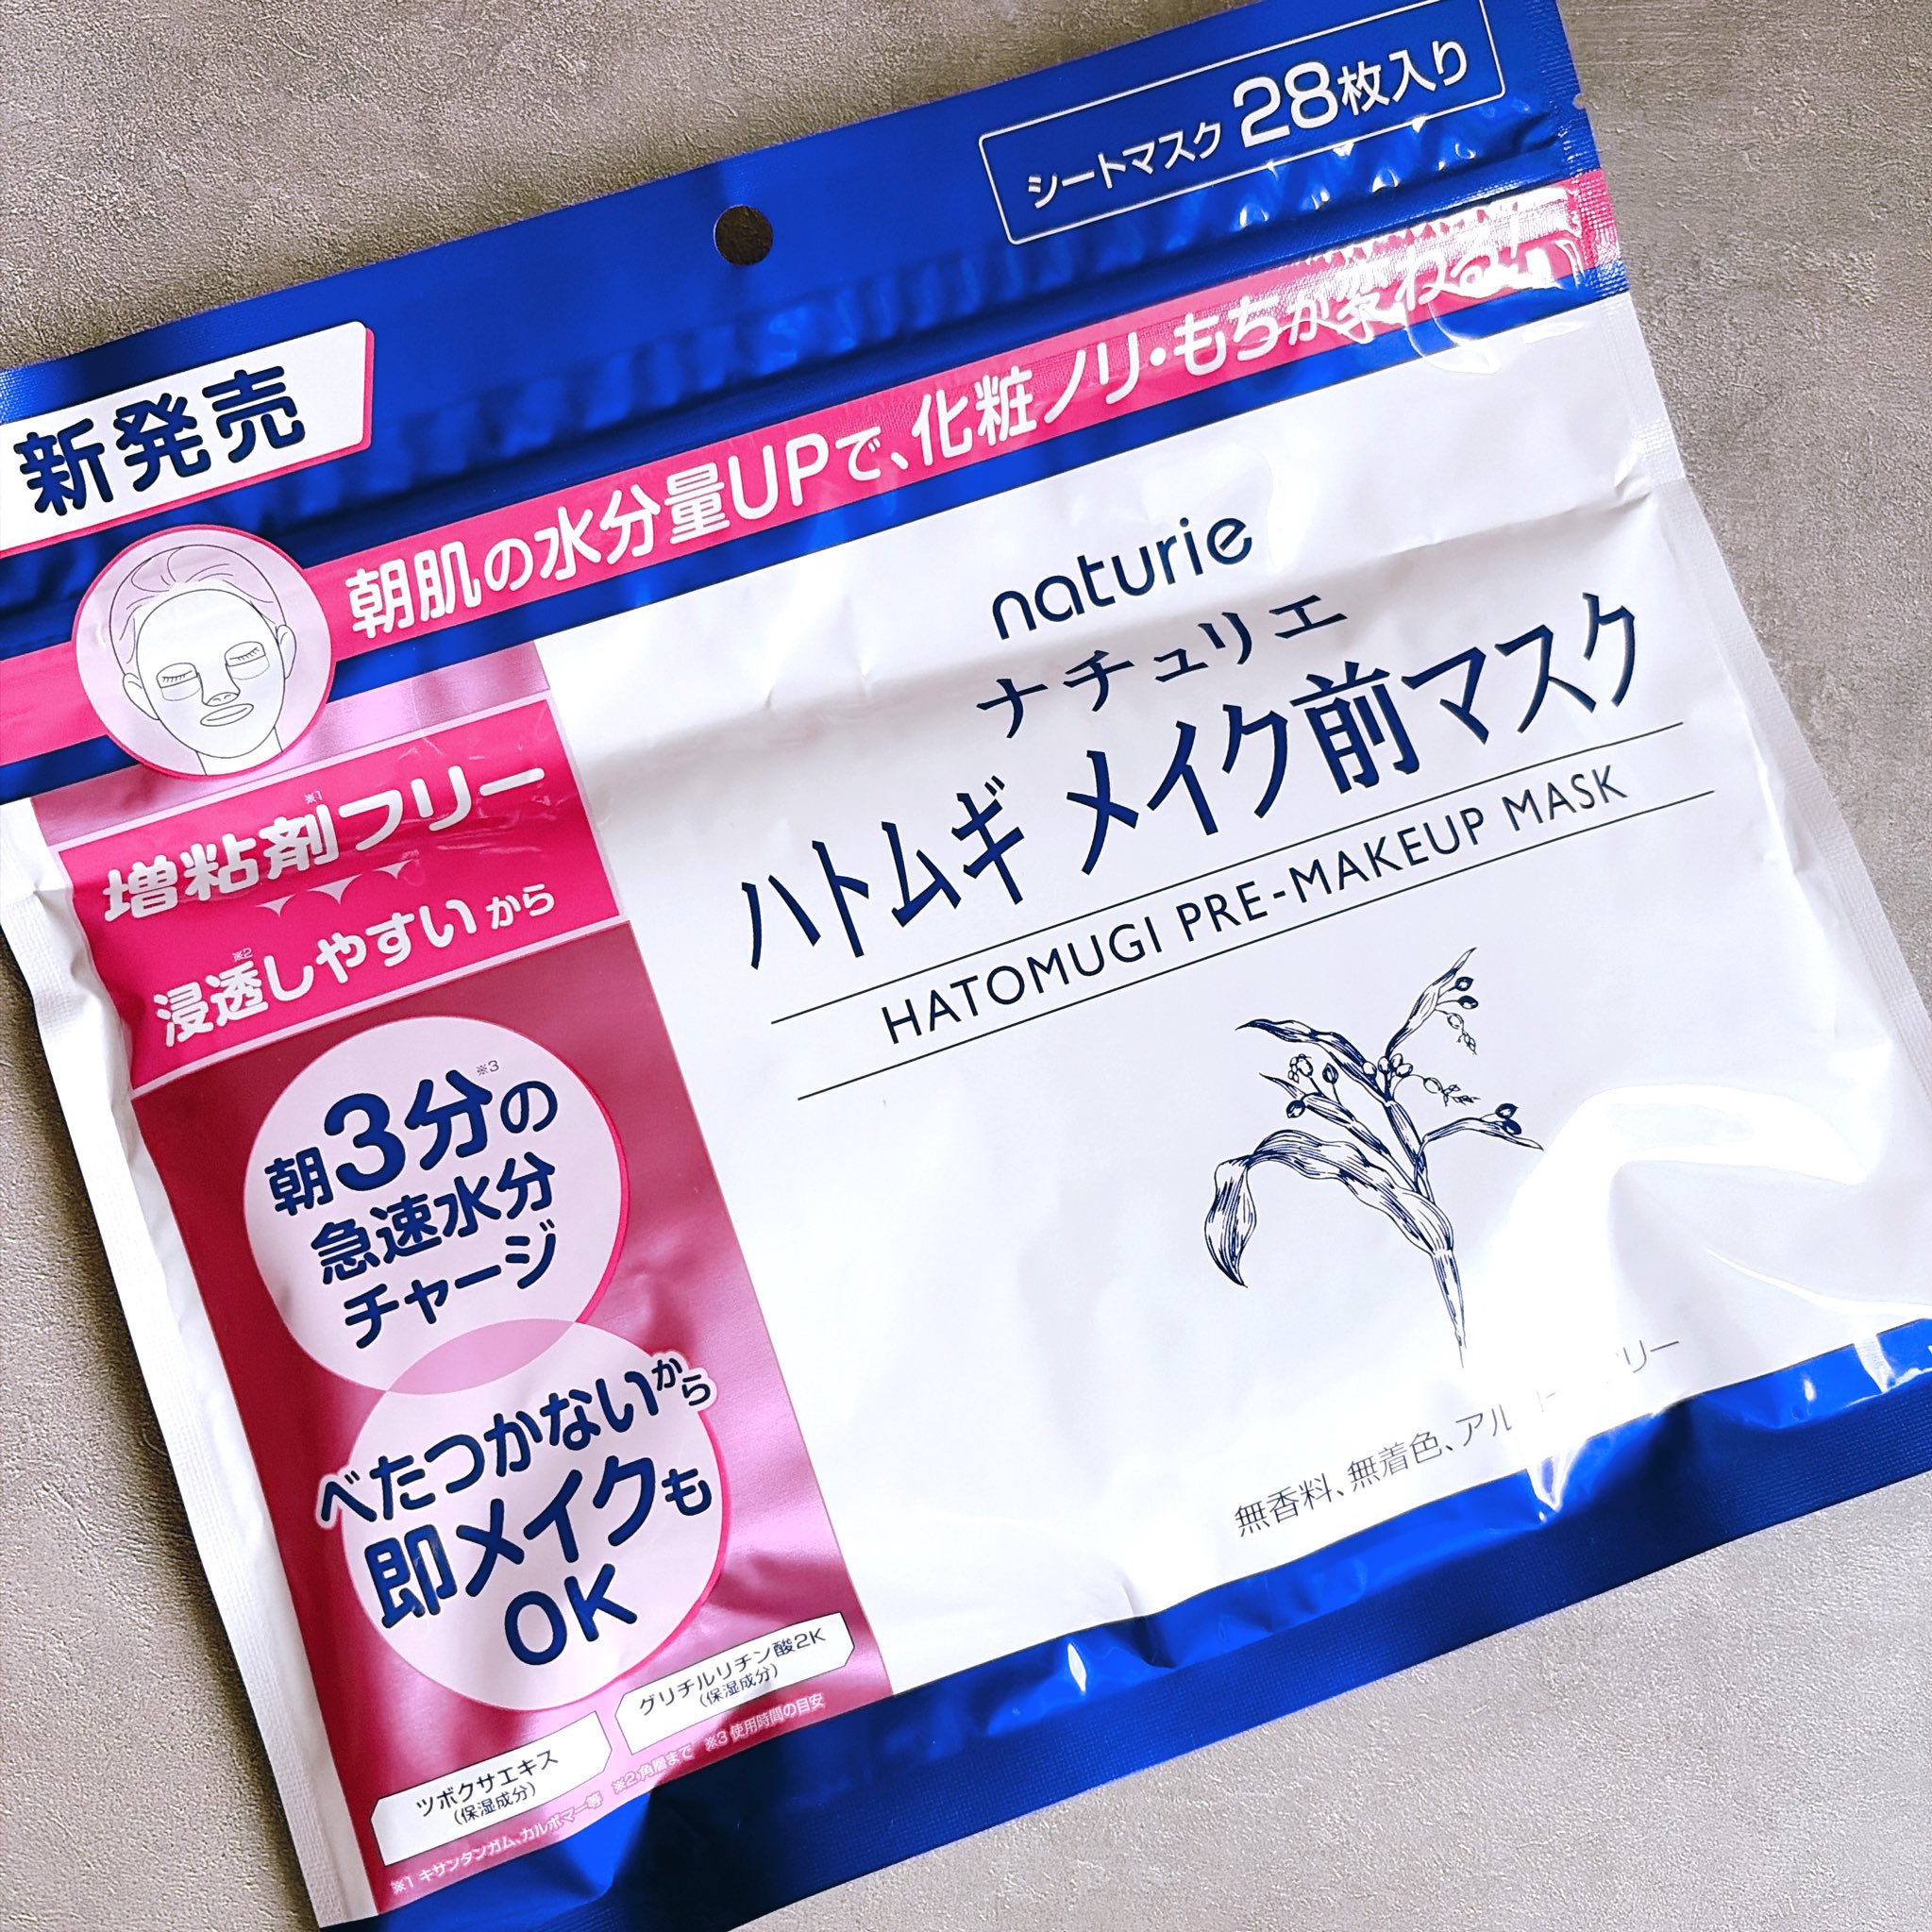 シートマスク 28枚入り
新発売
朝肌の水分量UPで、化粧ノリ・もちが兼ねる!
naturie
ナチュリエ
ハトムギ メイク前マスク
HATOMUGI PRE-MAKEUP MASK
増粘剤※1フリー
浸透※2しやすいから
朝3分※3の
急速水分
チャージ
べたつかないから
即メイクも
OK
無香料、無着色、アル
リー
グリチルリチン酸2K
(保湿成分)
ツボクサエキス
(保湿成分)
※1 キサンタンガム、カルボマー等 ※2 角層まで ※3 使用時間の目安